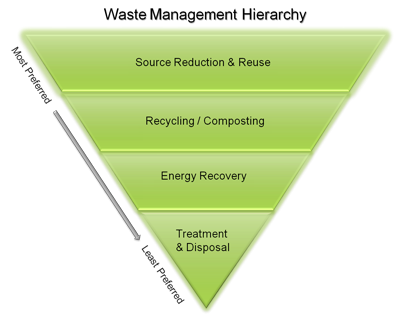 Waste Management Hierarchy
Most Preferred
Source Reduction & Reuse
Recycling / Composting
Energy Recovery
Treatment
& Disposal
Least Preferred